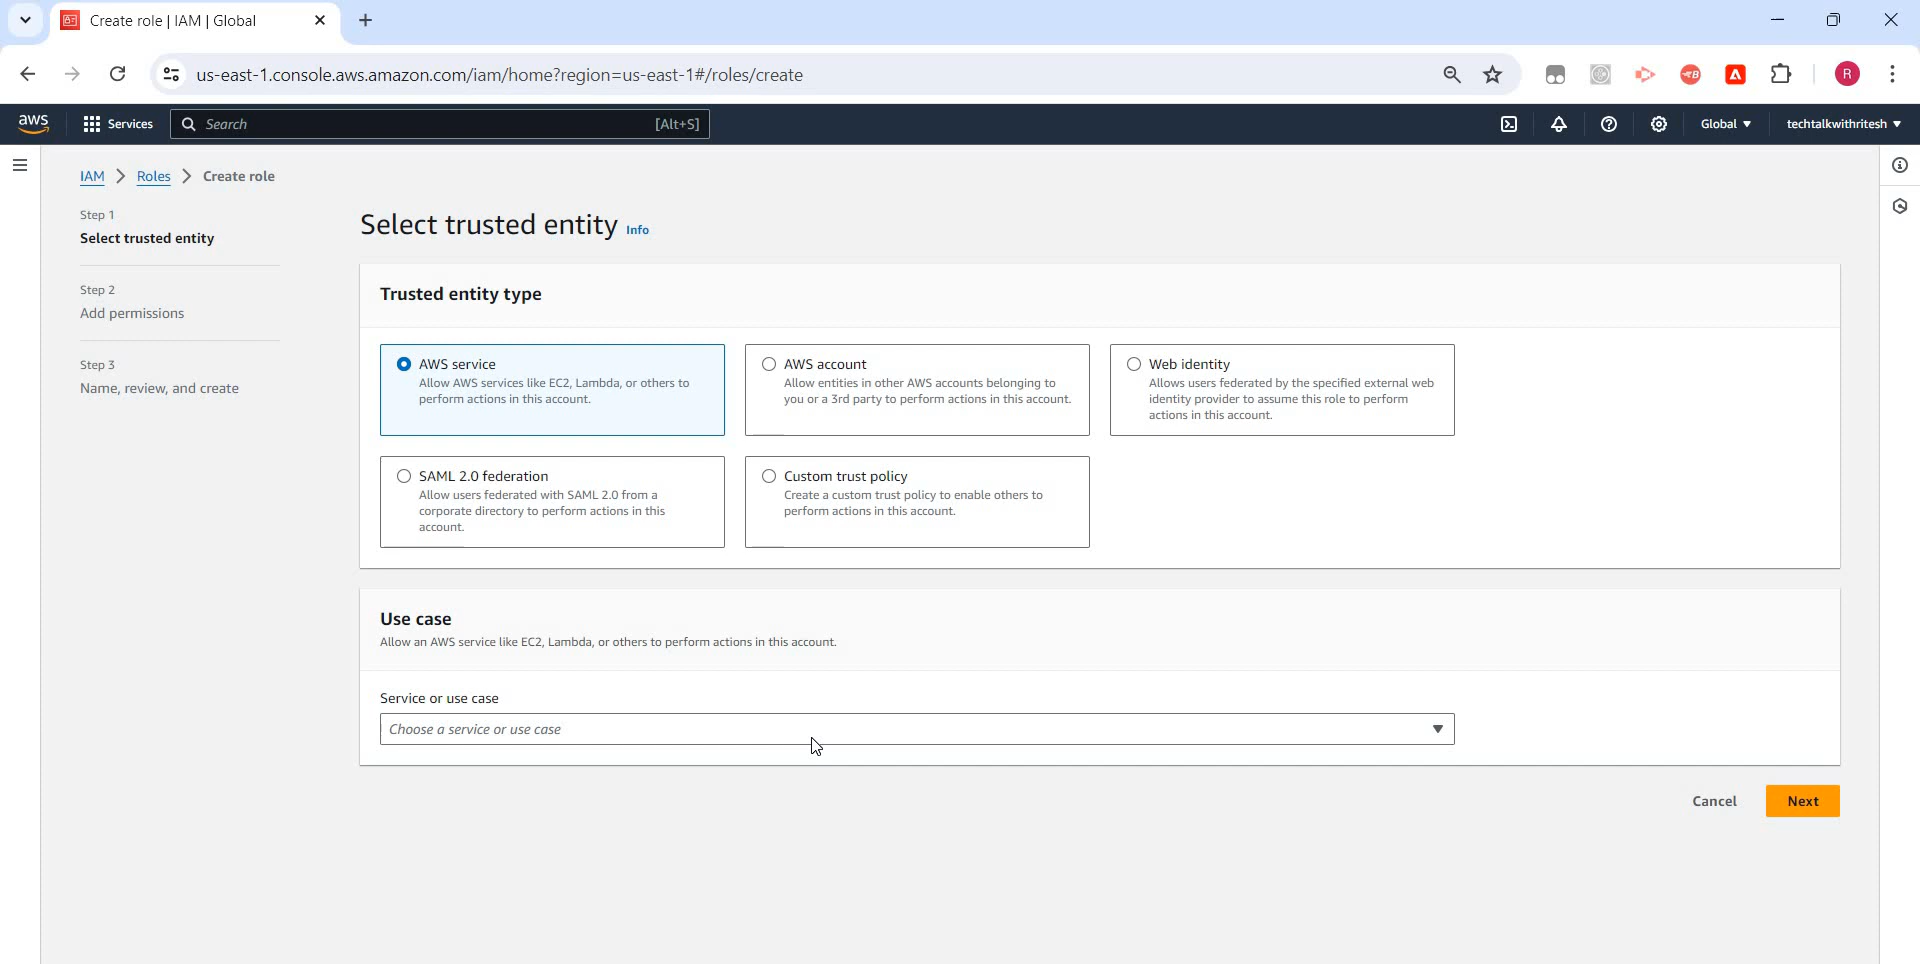 Create role | IAM | Global
us-east-1.console.aws.amazon.com/iam/home?region=us-east-1#/roles/create
R
aws
Services
Search
[Alt+S]
Global
techtalkwithritesh
IAM > Roles > Create role
Step 1
Select trusted entity
Step 2
Add permissions
Step 3
Name, review, and create
Select trusted entity Info
Trusted entity type
AWS service
Allow AWS services like EC2, Lambda, or others to
perform actions in this account.
AWS account
Allow entities in other AWS accounts belonging to
you or a 3rd party to perform actions in this account.
Web identity
Allows users federated by the specified external web
identity provider to assume this role to perform
actions in this account.
SAML 2.0 federation
Allow users federated with SAML 2.0 from a
corporate directory to perform actions in this
account.
Custom trust policy
Create a custom trust policy to enable others to
perform actions in this account.
Use case
Allow an AWS service like EC2, Lambda, or others to perform actions in this account.
Service or use case
Choose a service or use case
Cancel
Next